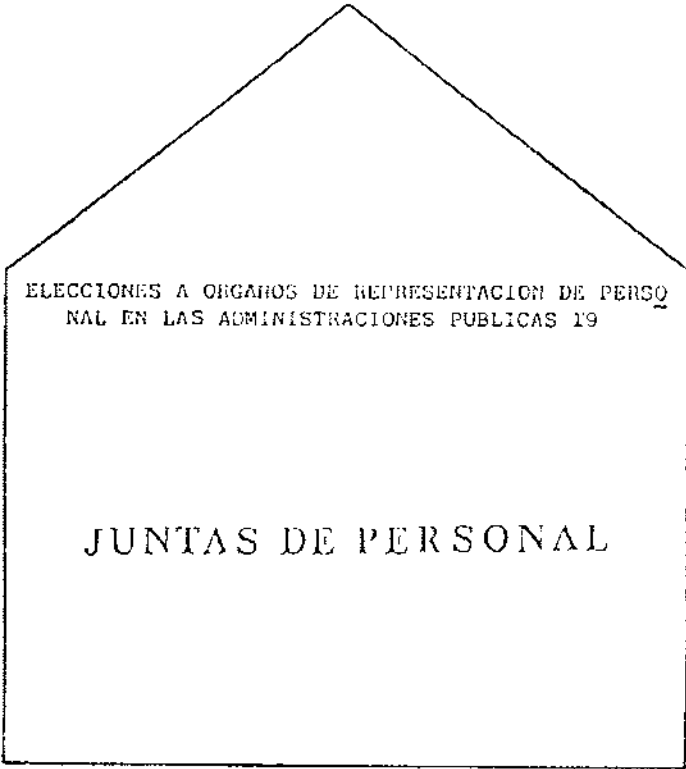 ELECCIONES A ORGANOS DE REPRESENTACION DE PERSO
NAL EN LAS ADMINISTRACIONES PUBLICAS 19
JUNTAS DE PERSONAL